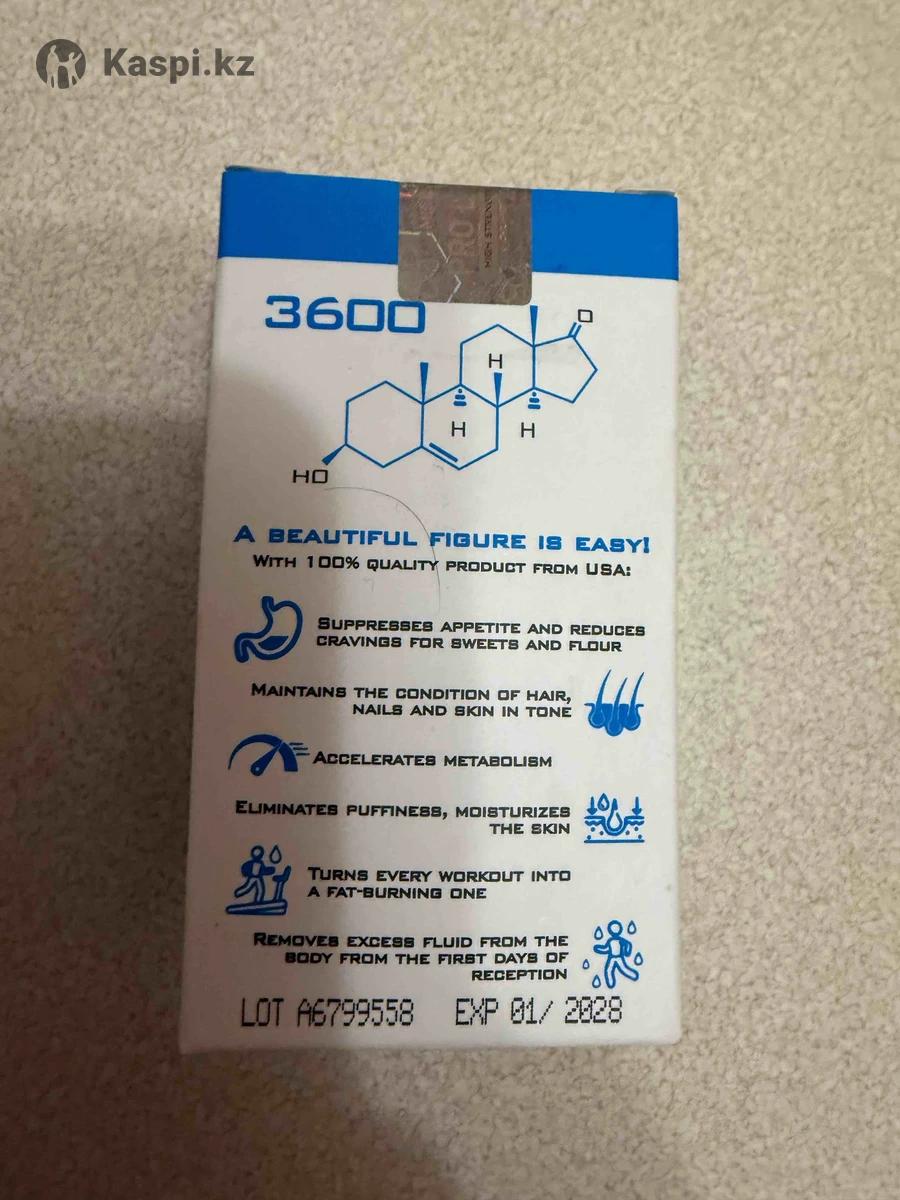 Kaspi.kz
HIGH STRENG
3600
O
H
H
H
HO
A BEAUTIFUL FIGURE IS EASY!
WITH 100% QUALITY PRODUCT FROM USA:
SUPPRESSES APPETITE AND REDUCES
CRAVINGS FOR SWEETS AND FLOUR
MAINTAINS THE CONDITION OF HAIR,
NAILS AND SKIN IN TONE
ACCELERATES METABOLISM
ELIMINATES PUFFINESS, MOISTURIZES
THE SKIN
TURNS EVERY WORKOUT INTO
A FAT-BURNING ONE
REMOVES EXCESS FLUID FROM THE
BODY FROM THE FIRST DAYS OF
RECEPTION
LOT A6799558 EXP 01/ 2028